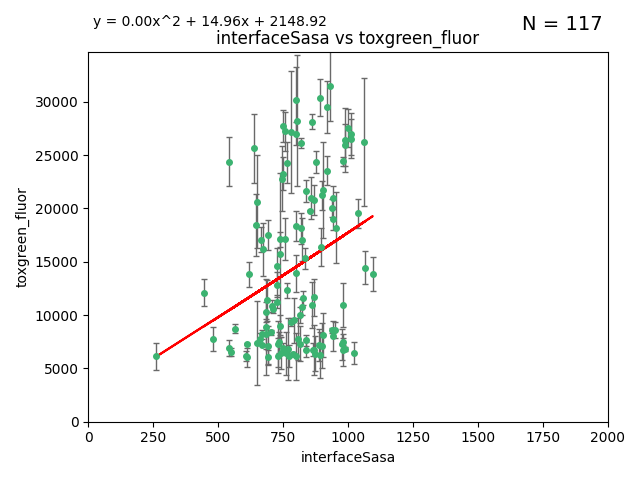 y = 0.00x^2 + 14.96x + 2148.92
N = 117
interfaceSasa vs toxgreen_fluor
toxgreen_fluor
30000
25000
20000
15000
10000
5000
0
0 250 500 750 1000 1250 1500 1750 2000
interfaceSasa